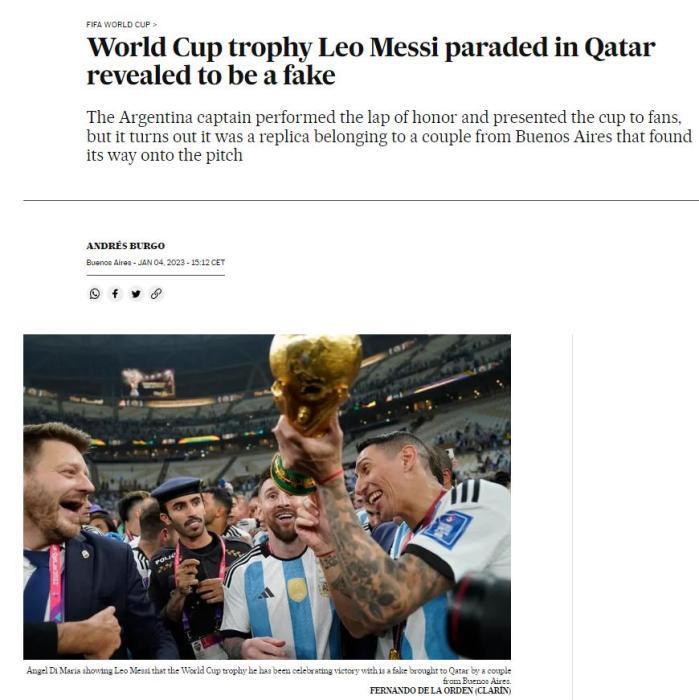 FIFA WORLD CUP >
World Cup trophy Leo Messi paraded in Qatar
revealed to be a fake
The Argentina captain performed the lap of honor and presented the cup to fans,
but it turns out it was a replica belonging to a couple from Buenos Aires that found
its way onto the pitch
ANDRÉS BURGO
Buenos Aires - JAN 04, 2023 - 15:12 CET
POLICE
Ángel Di María showing Leo Messi that the World Cup trophy he has been celebrating victory with is a fake brought to Qatar by a couple
from Buenos Aires.
FERNANDO DE LA ORDEN (CLARÍN)